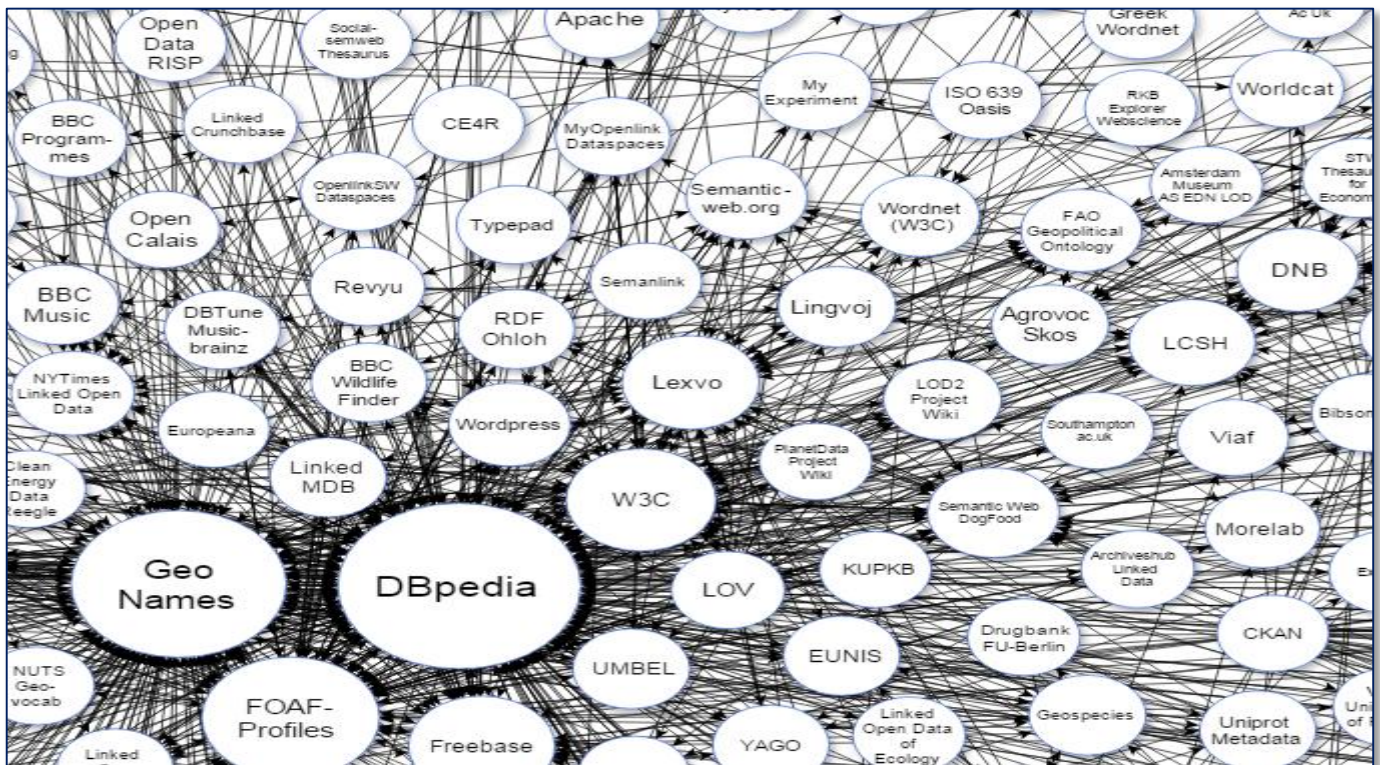 Open
Data
RISP
Social-
semweb
Thesaurus
Apache
Greek
Wordnet
Ac Uk
BBC
Program-
mes
Linked
Crunchbase
CE4R
MyOpenlink
Dataspaces
My
Experiment
ISO 639
Oasis
RKB
Explorer
Webscience
Worldcat
Open
Calais
OpenlinkSW
Dataspaces
Typepad
Semantic-
web.org
Wordnet
(W3C)
FAO
Geopolitical
Ontology
Amsterdam
Museum
AS EDN LOD
for
BBC
Music
DBTune
Music-
brainz
Revyu
RDF
Ohloh
Semanlink
Lingvoj
Agrovoc
Skos
LCSH
DNB
NYTimes
Linked Open
Data
Europeana
BBC
Wildlife
Finder
Wordpress
Lexvo
PlanetData
Project
Wiki
LOD2
Project
Wiki
Southampton
ac.uk
Viaf
Data
Linked
MDB
W3C
Semantic Web
DogFood
Morelab
Geo
Names
DBpedia
LOV
KUPKB
Archiveshub
Linked
Data
NUTS
Geo-
vocab
FOAF-
Profiles
Freebase
UMBEL
EUNIS
Drugbank
FU-Berlin
CKAN
Linked
YAGO
Linked
Open Data
of
Ecology
Geospecies
Uniprot
Metadata